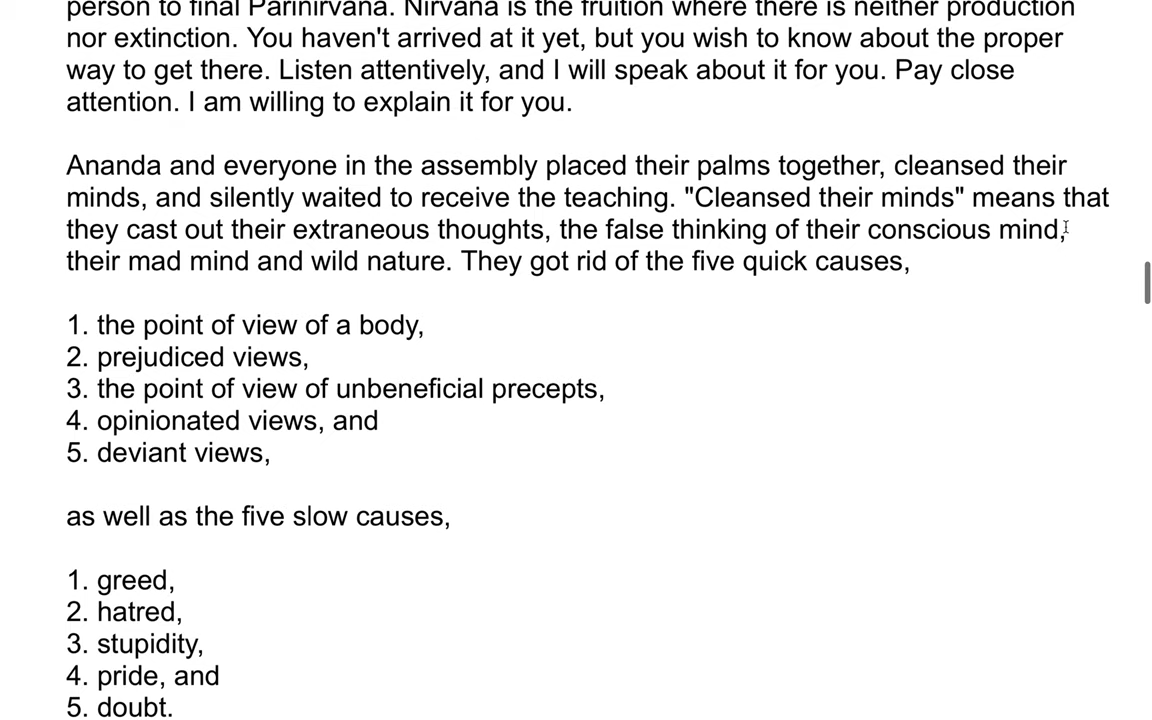 person to final Parinirvana. Nirvana is the fruition where there is neither production
nor extinction. You haven't arrived at it yet, but you wish to know about the proper
way to get there. Listen attentively, and I will speak about it for you. Pay close
attention. I am willing to explain it for you.
Ananda and everyone in the assembly placed their palms together, cleansed their
minds, and silently waited to receive the teaching. "Cleansed their minds" means that
they cast out their extraneous thoughts, the false thinking of their conscious mind,
their mad mind and wild nature. They got rid of the five quick causes,
1. the point of view of a body,
2. prejudiced views,
3. the point of view of unbeneficial precepts,
4. opinionated views, and
5. deviant views,
as well as the five slow causes,
1. greed,
2. hatred,
3. stupidity,
4. pride, and
5. doubt.